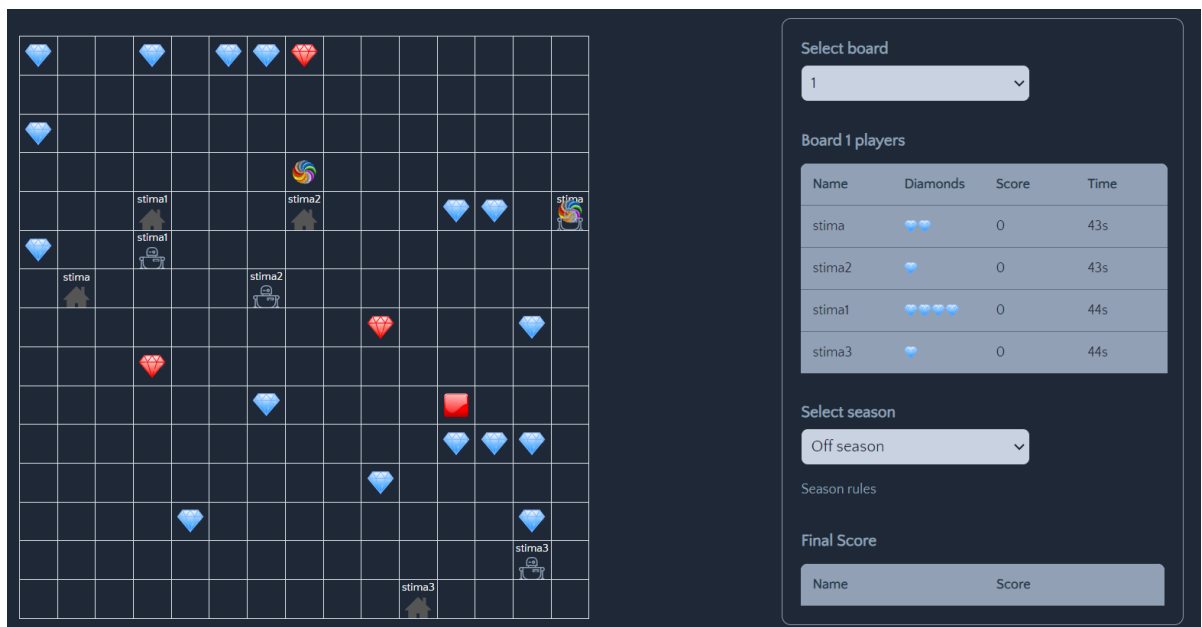 Select board
1
Board 1 players
Name Diamonds Score Time
stima 0 43s
stima2 0 43s
stima1 0 44s
stima3 0 44s
Select season
Off season
Season rules
Final Score
Name Score
stima1 stima2 stima
stima1
stima stima2
stima3
stima3